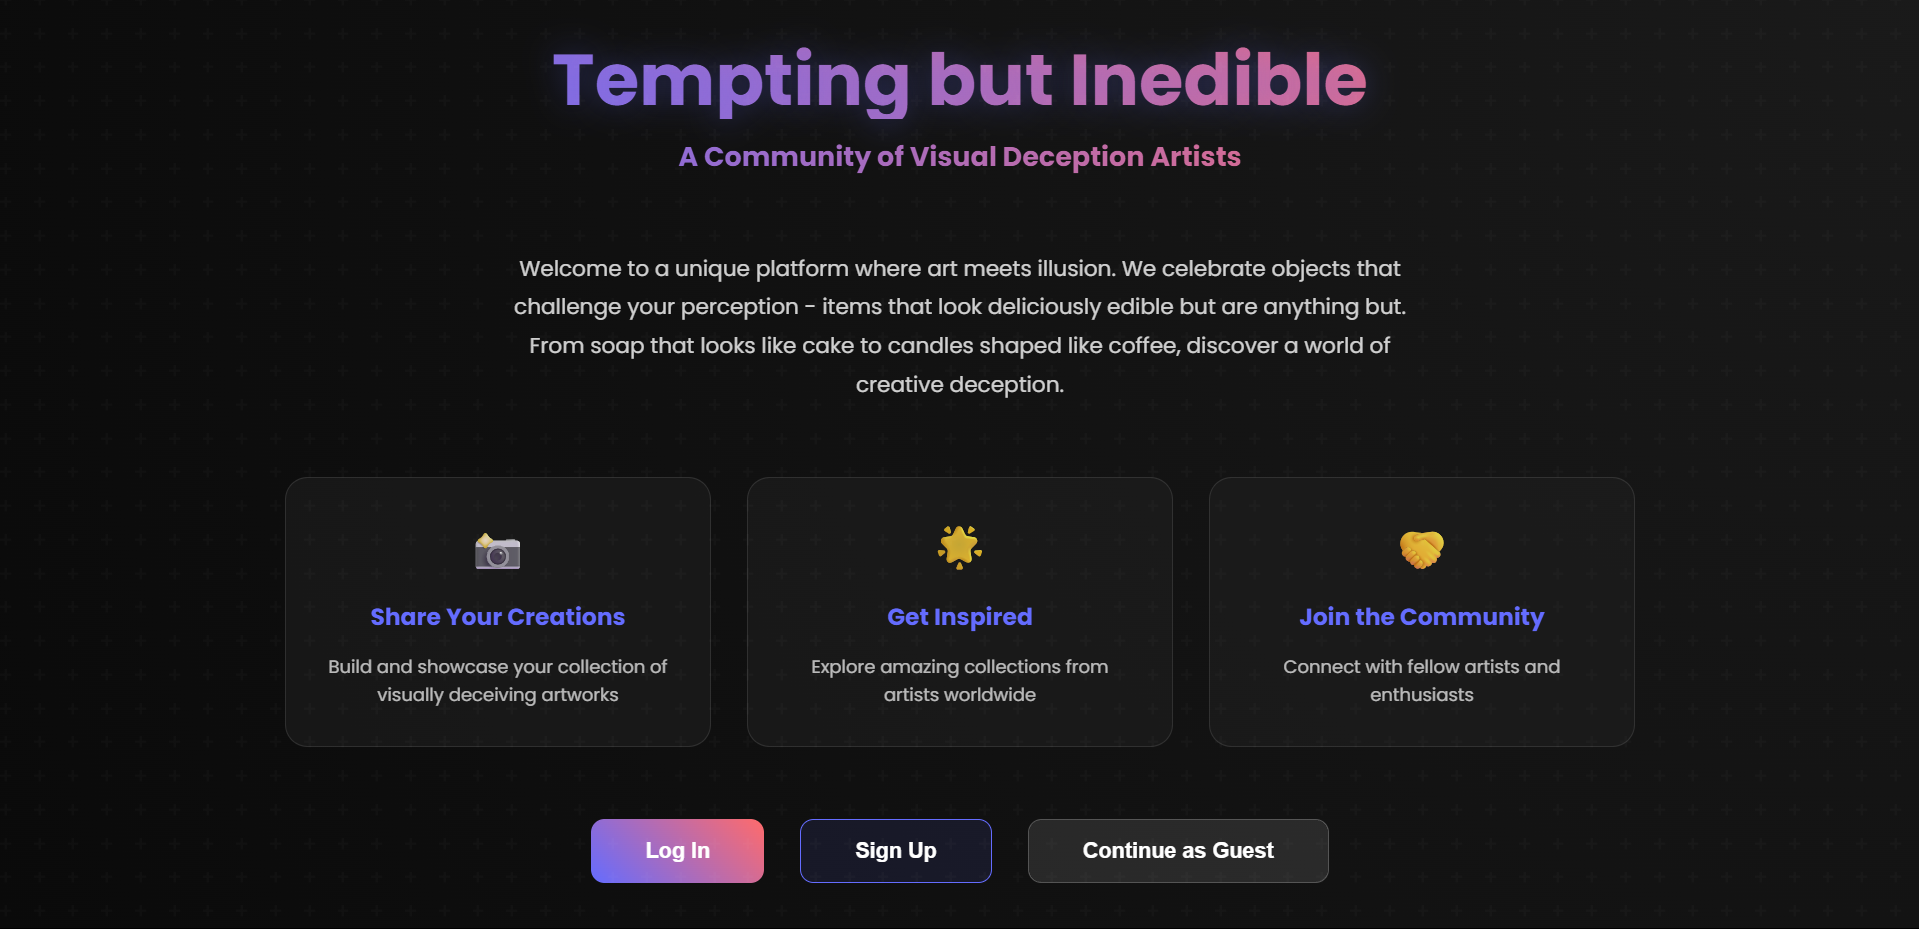 Tempting but Inedible
A Community of Visual Deception Artists
Welcome to a unique platform where art meets illusion. We celebrate objects that
challenge your perception - items that look deliciously edible but are anything but.
From soap that looks like cake to candles shaped like coffee, discover a world of
creative deception.
Share Your Creations
Build and showcase your collection of
visually deceiving artworks
Get Inspired
Explore amazing collections from
artists worldwide
Join the Community
Connect with fellow artists and
enthusiasts
Log In
Sign Up
Continue as Guest